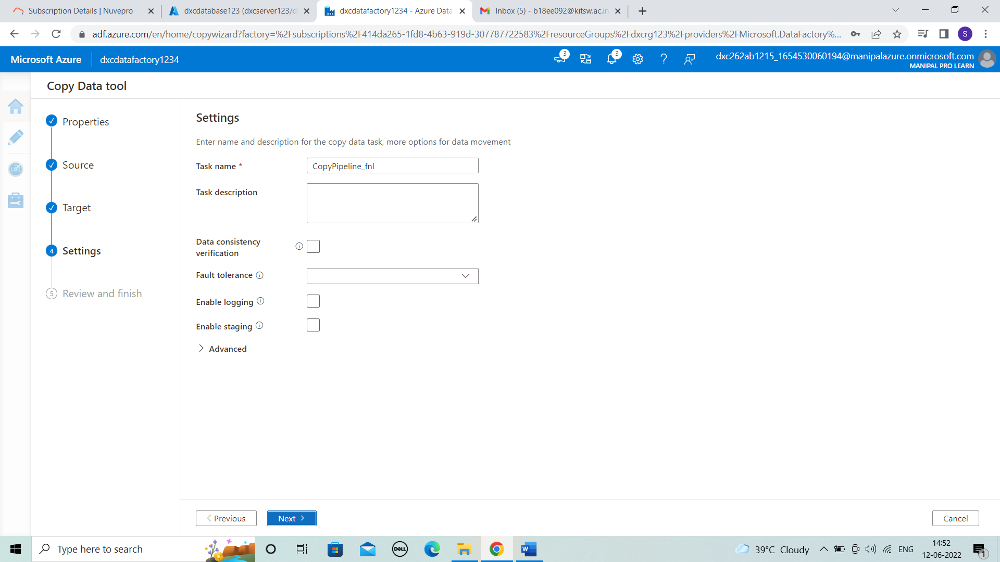 Subscription Details | Nuvepro
dxcdatabase123 (dxcserver123/d
dxcdatafactory1234 - Azure Data
Inbox (5) - b18ee092@kitsw.ac.in
adf.azure.com/en/home/copywizard?factory=%2Fsubscriptions%2F414da265-1fd8-4b63-919d-307787722583%2FresourceGroups%2Fdxcrg123%2Fproviders%2FMicrosoft.DataFactory%...
S
Microsoft Azure
dxcdatafactory1234
3
3
dxc262ab1215_1654530060194@manipalazure.onmicrosoft.com
MANIPAL PRO LEARN
Copy Data tool
Properties
Source
Target
4 Settings
5 Review and finish
Settings
Enter name and description for the copy data task, more options for data movement
Task name *
CopyPipeline_fnl
Task description
Data consistency
verification
Fault tolerance
Enable logging
Enable staging
Advanced
Previous
Next
Cancel
Type here to search
DELL
W
39°C Cloudy
ENG
14:52
12-06-2022
1